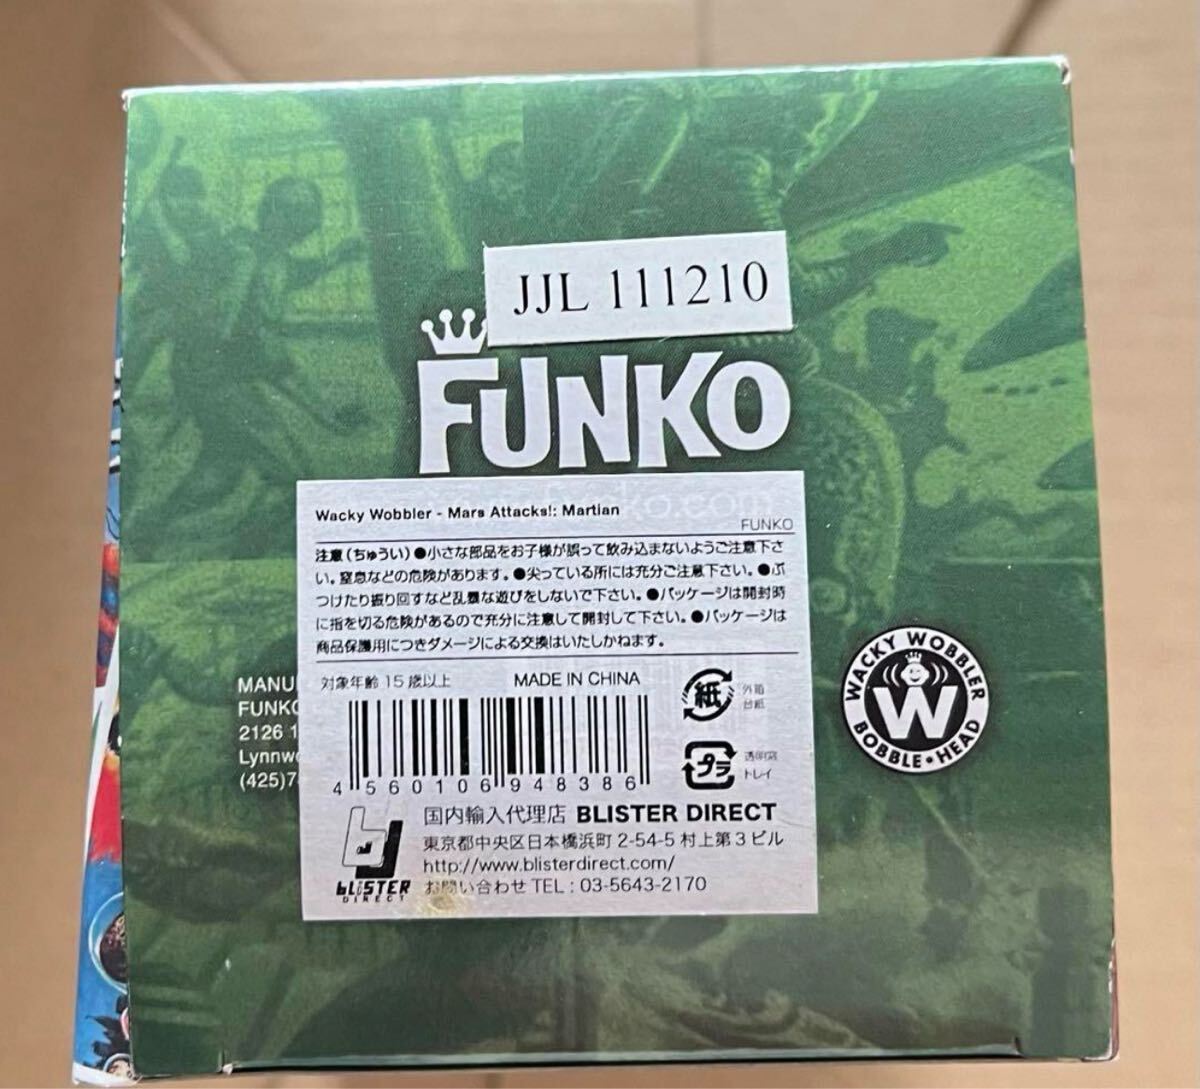 JJL 111210
FUNKO
Wacky Wobbler - Mars Attacks!: Martian
FUNKO
注意(ちゅうい)●小さな部品をお子様が誤って飲み込まないようご注意下さ
い。窒息などの危険があります。●尖っている所には充分ご注意下さい。●ぶ
つけたり振り回すなど乱暴な遊びをしないで下さい。●パッケージは開封時
に指を切る危険があるので充分に注意して開封して下さい。●パッケージは
商品保護用につきダメージによる交換はいたしかねます。
対象年齢 15 歳以上
MADE IN CHINA
紙
外箱
台紙
プラ
透明窓
トレイ
4560106948386
国内輸入代理店 BLISTER DIRECT
東京都中央区日本橋浜町 2-54-5 村上第3ビル
http://www.blisterdirect.com/
お問い合わせ TEL : 03-5643-2170
BLISTER
DIRECT
MANU
FUNKO
2126 1
Lynnwo
(425)7
WACKY WOBBLER
W
BOBBLE-HEAD